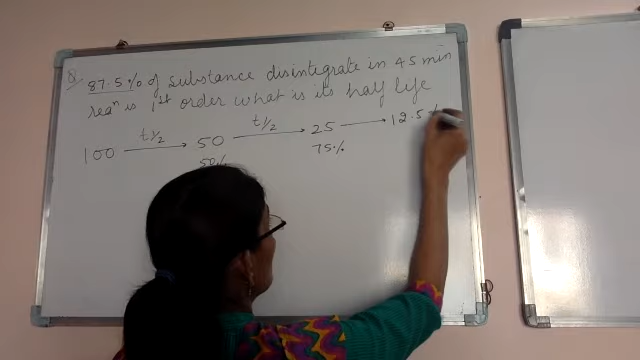 Q. 87.5% of Substance disintegrate in 45 min
reaⁿ is 1st order what is its half life
100 —t1/2→ 50 —t1/2→ 25 → 12.5
50% 75%